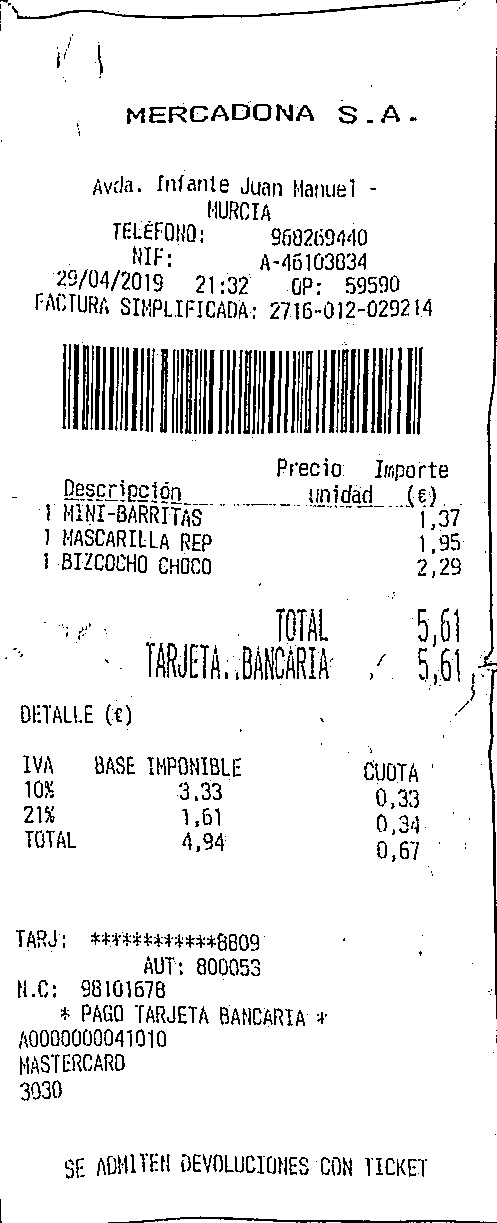 MERCADONA S.A.
Avda. Infante Juan Manuel -
MURCIA
TELÉFONO: 968269440
NIF: A-46103834
29/04/2019 21:32 OP: 59590
FACTURA SIMPLIFICADA: 2716-012-029214
Precio Importe
Descripción unidad (€)
1 MINI-BARRITAS 1,37
1 MASCARILLA REP 1,95
1 BIZCOCHO CHOCO 2,29
TOTAL 5,61
TARJETA BANCARIA 5,61
DETALLE (€)
IVA BASE IMPONIBLE CUOTA
10% 3,33 0,33
21% 1,61 0,34
TOTAL 4,94 0,67
TARJ: ************8809
AUT: 800053
N.C: 98101678
* PAGO TARJETA BANCARIA *
A0000000041010
MASTERCARD
3030
SE ADMITEN DEVOLUCIONES CON TICKET